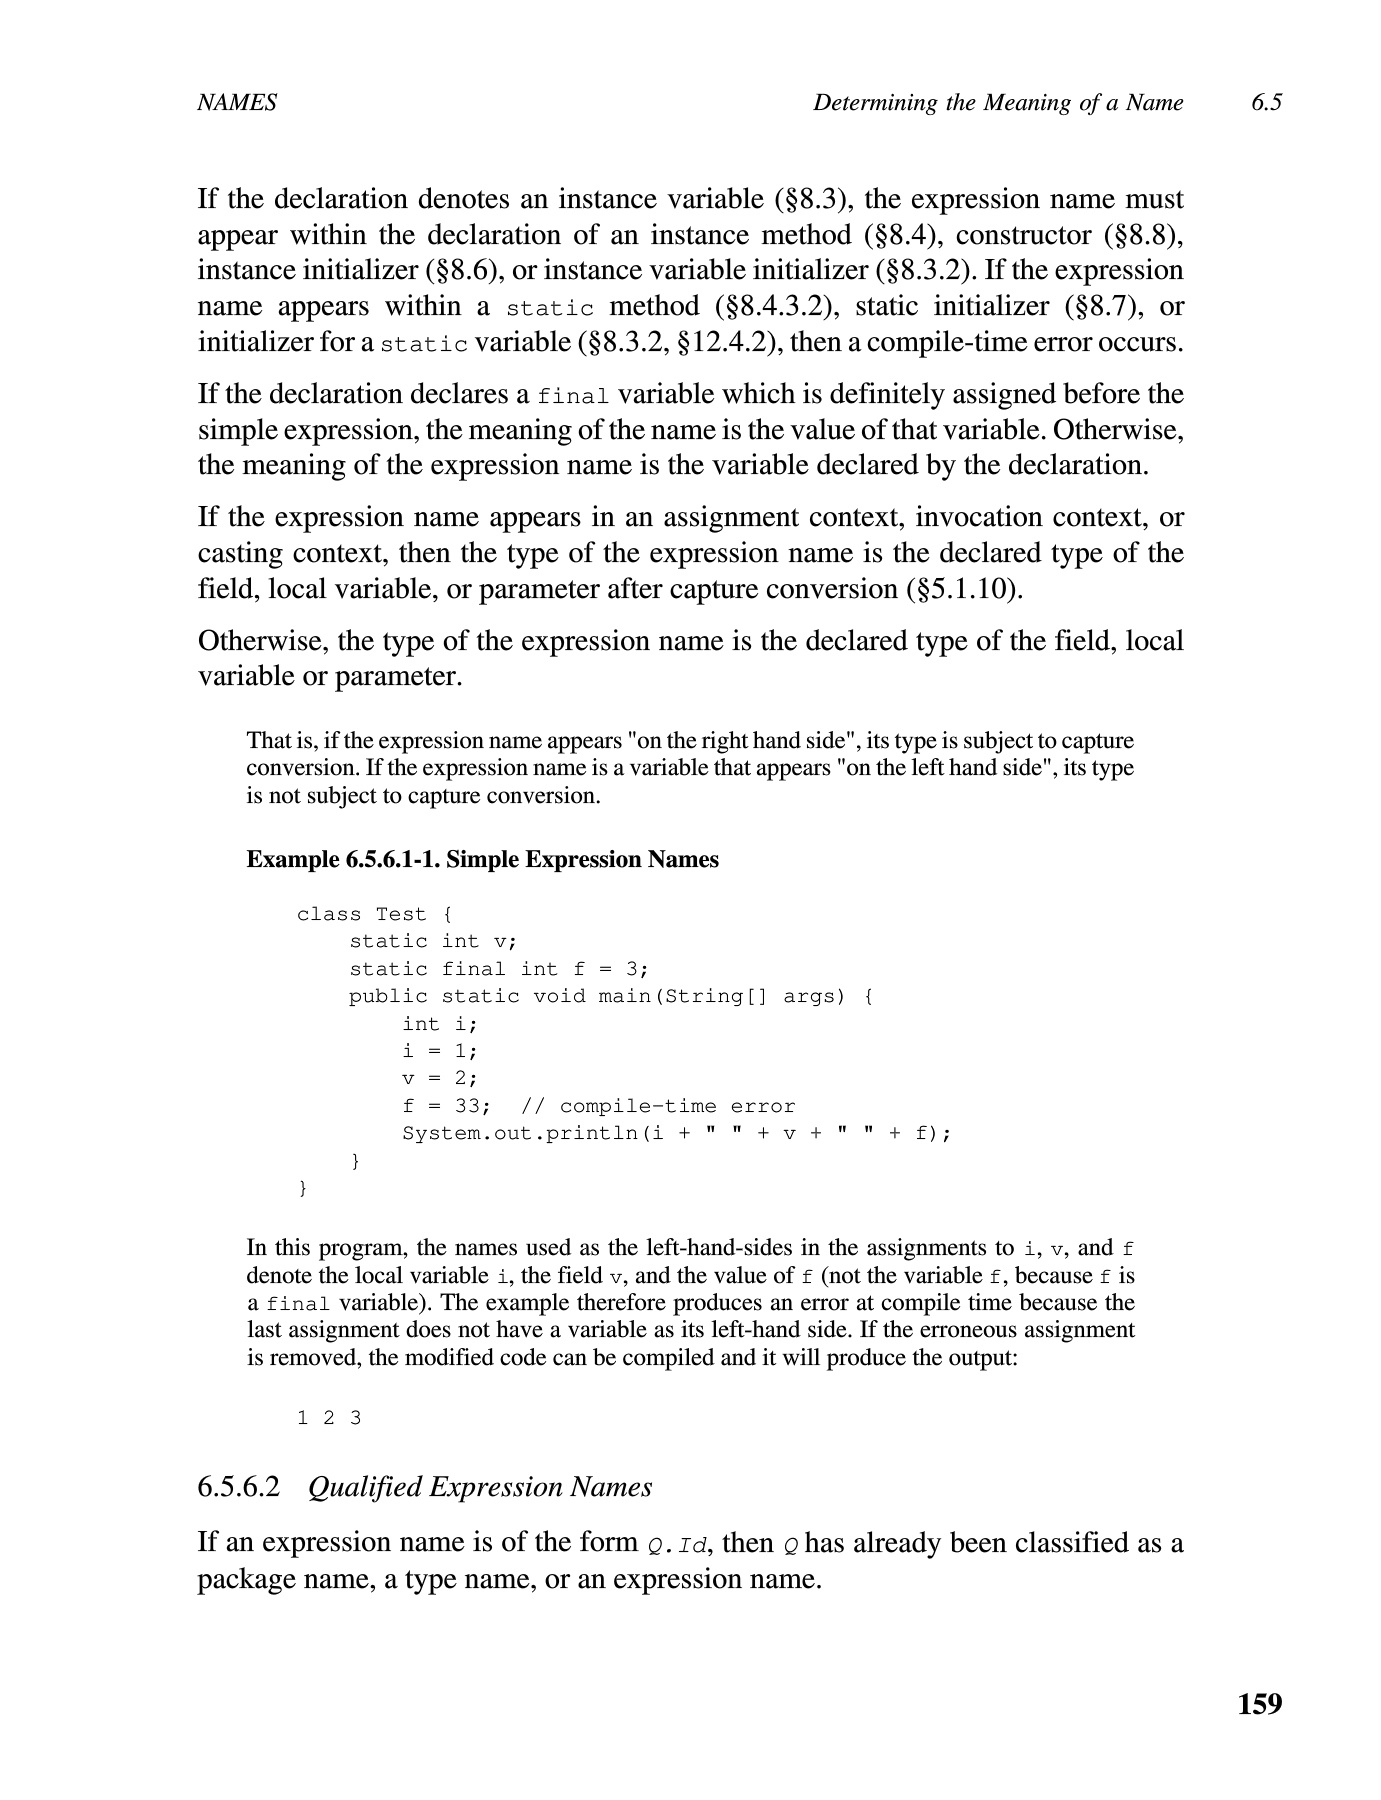 NAMES Determining the Meaning of a Name 6.5
If the declaration denotes an instance variable (§8.3), the expression name must
appear within the declaration of an instance method (§8.4), constructor (§8.8),
instance initializer (§8.6), or instance variable initializer (§8.3.2). If the expression
name appears within a static method (§8.4.3.2), static initializer (§8.7), or
initializer for a static variable (§8.3.2, §12.4.2), then a compile-time error occurs.
If the declaration declares a final variable which is definitely assigned before the
simple expression, the meaning of the name is the value of that variable. Otherwise,
the meaning of the expression name is the variable declared by the declaration.
If the expression name appears in an assignment context, invocation context, or
casting context, then the type of the expression name is the declared type of the
field, local variable, or parameter after capture conversion (§5.1.10).
Otherwise, the type of the expression name is the declared type of the field, local
variable or parameter.
That is, if the expression name appears "on the right hand side", its type is subject to capture
conversion. If the expression name is a variable that appears "on the left hand side", its type
is not subject to capture conversion.
Example 6.5.6.1-1. Simple Expression Names
class Test {
    static int v;
    static final int f = 3;
    public static void main(String[] args) {
        int i;
        i = 1;
        v = 2;
        f = 33;  // compile-time error
        System.out.println(i + " " + v + " " + f);
    }
}
In this program, the names used as the left-hand-sides in the assignments to i, v, and f
denote the local variable i, the field v, and the value of f (not the variable f, because f is
a final variable). The example therefore produces an error at compile time because the
last assignment does not have a variable as its left-hand side. If the erroneous assignment
is removed, the modified code can be compiled and it will produce the output:
1 2 3
6.5.6.2 Qualified Expression Names
If an expression name is of the form Q.Id, then Q has already been classified as a
package name, a type name, or an expression name.
159